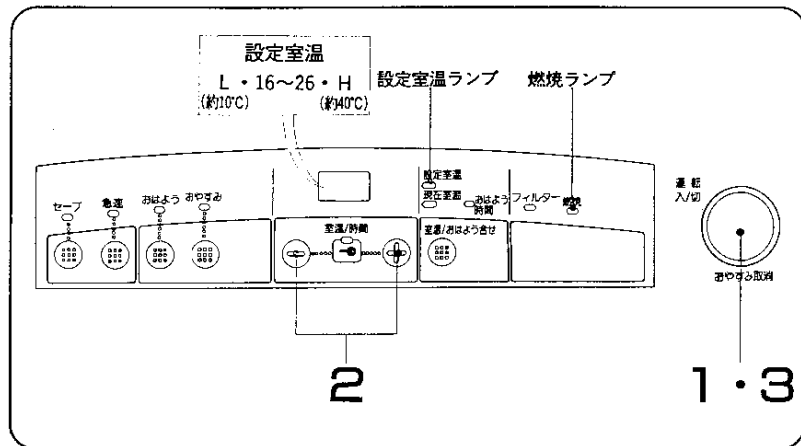 設定室温
L・16〜26・H
(約10℃) (約40℃)
設定室温ランプ
燃焼ランプ
設定室温
現在室温
おはよう
時間
フィルター
燃焼
セーブ
急速
おはよう
おやすみ
室温/時間
室温/おはよう合せ
運転
入/切
おやすみ取消
2
1・3